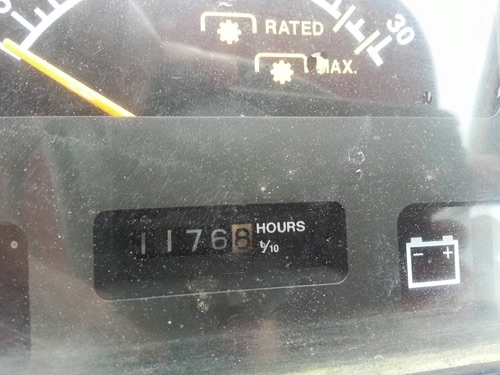 30
RATED
MAX.
11768 HOURS
1/10
- +